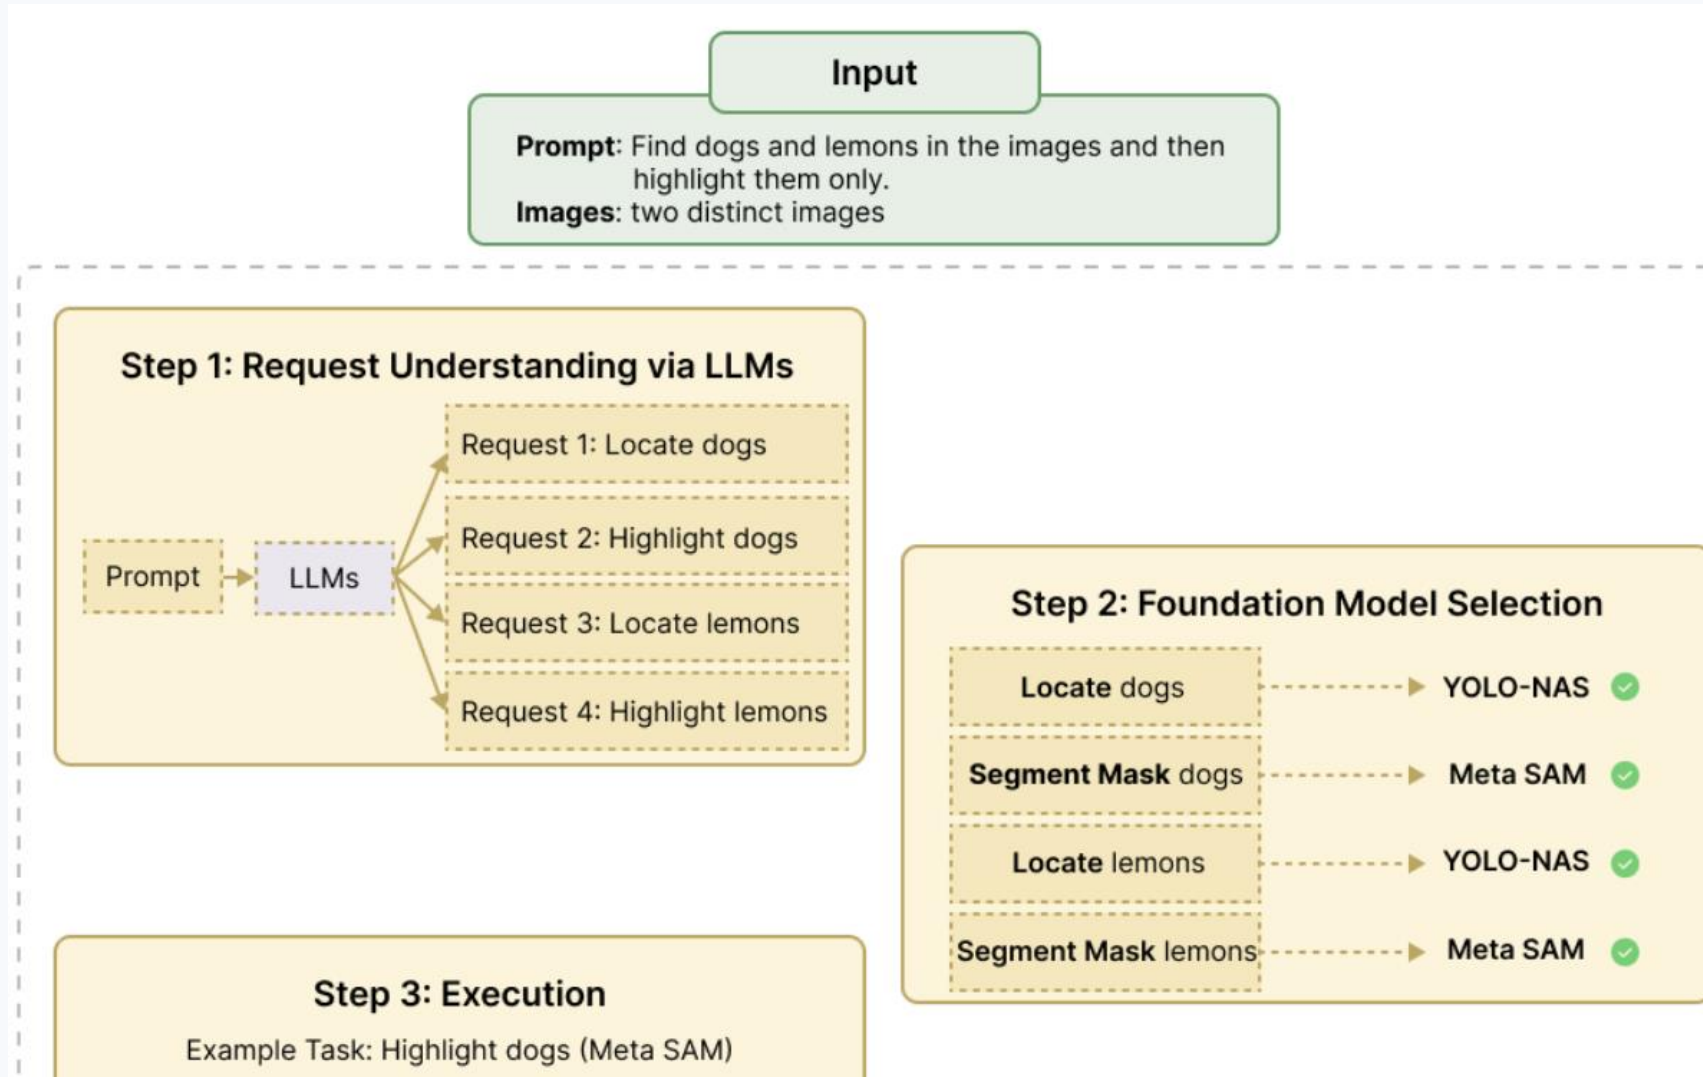 Input
Prompt: Find dogs and lemons in the images and then
highlight them only.
Images: two distinct images
Step 1: Request Understanding via LLMs
Prompt
LLMs
Request 1: Locate dogs
Request 2: Highlight dogs
Request 3: Locate lemons
Request 4: Highlight lemons
Step 2: Foundation Model Selection
Locate dogs
YOLO-NAS
Segment Mask dogs
Meta SAM
Locate lemons
YOLO-NAS
Segment Mask lemons
Meta SAM
Step 3: Execution
Example Task: Highlight dogs (Meta SAM)